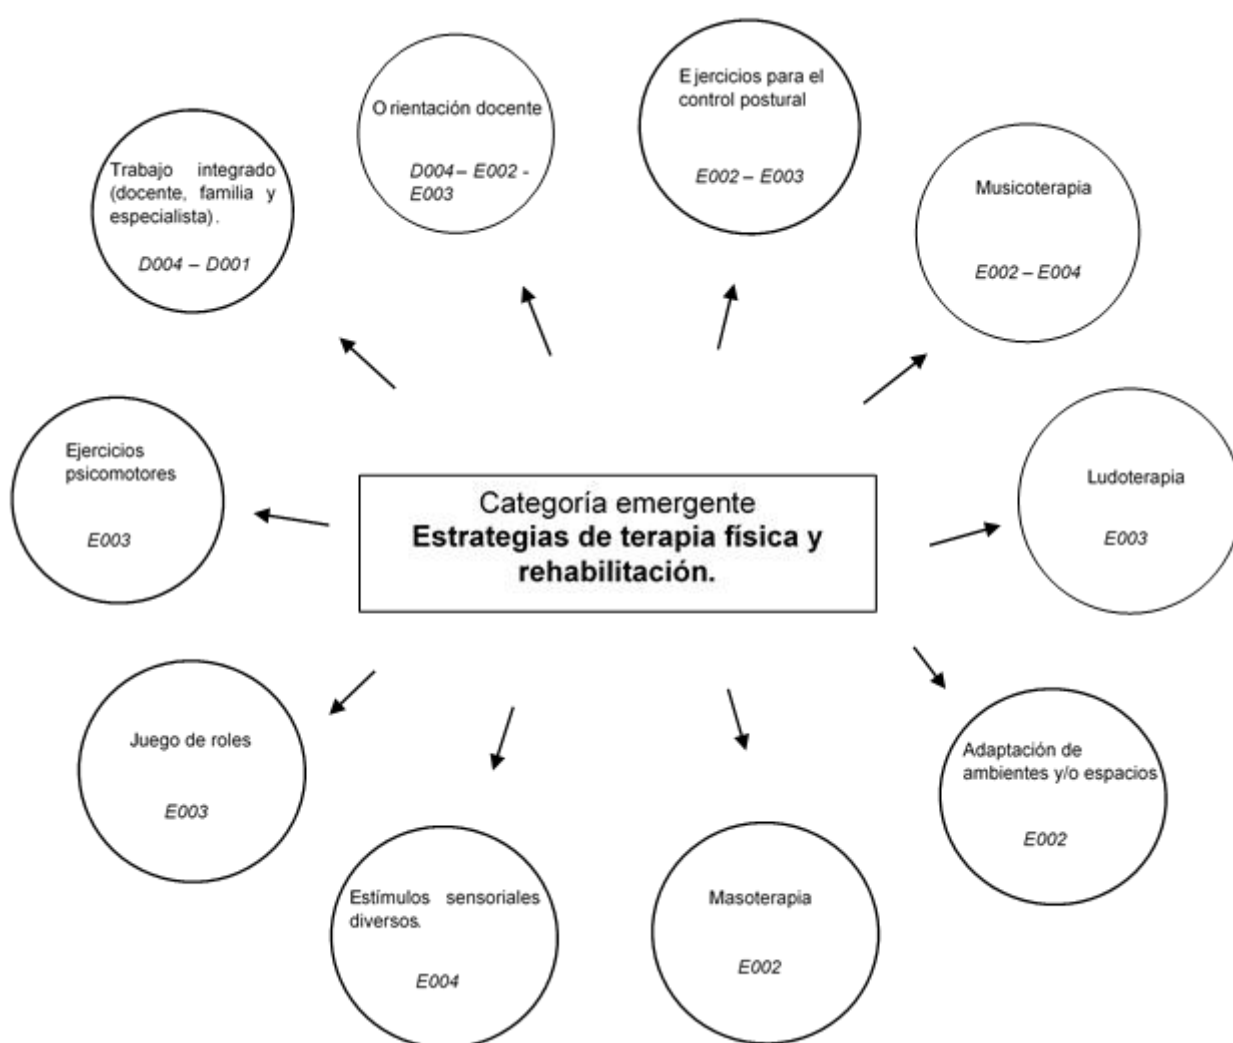 O rientación docente
D004 – E002 -
E003
E jercicios para el
control postural
E002 – E003
Trabajo integrado
(docente, familia y
especialista).
D004 – D001
Musicoterapia
E002 – E004
Ejercicios
psicomotores
E003
Categoría emergente
Estrategias de terapia física y
rehabilitación.
Ludoterapia
E003
Juego de roles
E003
Adaptación de
ambientes y/o espacios
E002
Estímulos sensoriales
diversos.
E004
Masoterapia
E002